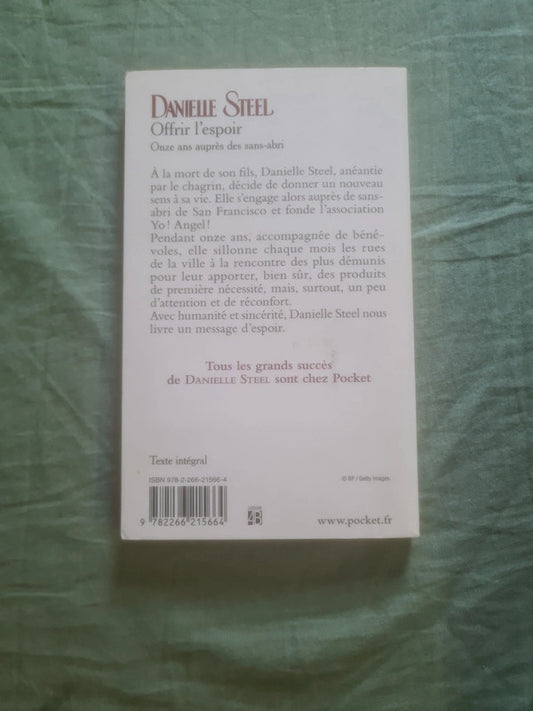 DANIELLE STEEL
Offrir l'espoir
Onze ans auprès des sans-abri
À la mort de son fils, Danielle Steel, anéantie
par le chagrin, décide de donner un nouveau
sens à sa vie. Elle s'engage alors auprès de sans-
abri de San Francisco et fonde l'association
Yo ! Angel !
Pendant onze ans, accompagnée de béné-
voles, elle sillonne chaque mois les rues
de la ville à la rencontre des plus démunis
pour leur apporter, bien sûr, des produits
de première nécessité, mais, surtout, un peu
d'attention et de réconfort.
Avec humanité et sincérité, Danielle Steel nous
livre un message d'espoir.
Tous les grands succès
de DANIELLE STEEL sont chez Pocket
Texte intégral
ISBN 978-2-266-21566-4
© BP / Getty Images.
9 782266 215664
www.pocket.fr